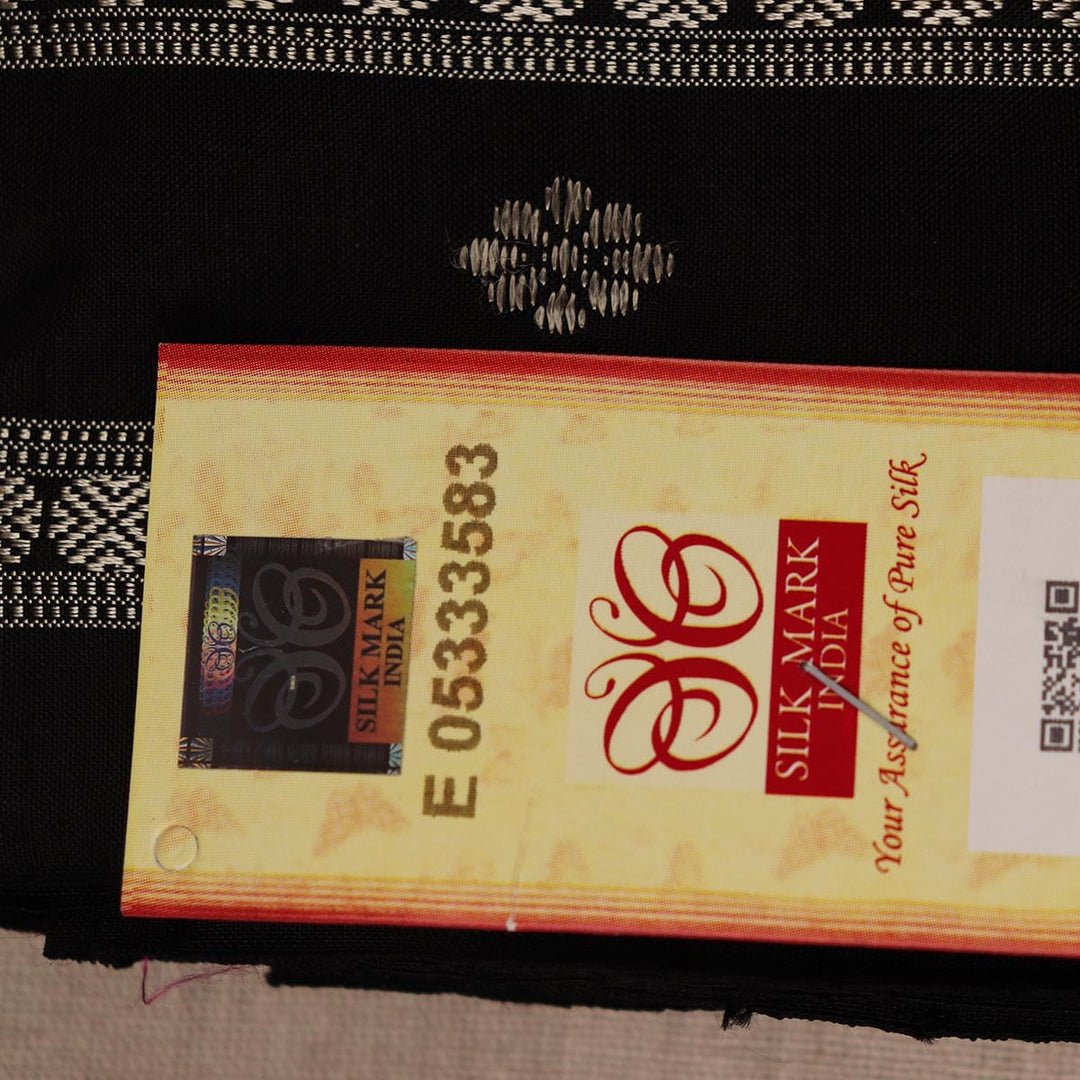 SILK MARK
INDIA
E 05333583
SILK MARK
INDIA
Your Assurance of Pure Silk